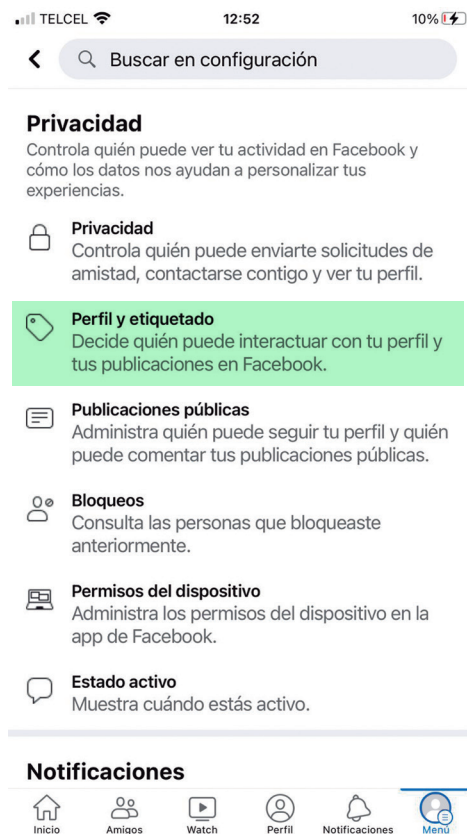 TELCEL 12:52 10%
Buscar en configuración
Privacidad
Controla quién puede ver tu actividad en Facebook y
cómo los datos nos ayudan a personalizar tus
experiencias.
Privacidad
Controla quién puede enviarte solicitudes de
amistad, contactarse contigo y ver tu perfil.
Perfil y etiquetado
Decide quién puede interactuar con tu perfil y
tus publicaciones en Facebook.
Publicaciones públicas
Administra quién puede seguir tu perfil y quién
puede comentar tus publicaciones públicas.
Bloqueos
Consulta las personas que bloqueaste
anteriormente.
Permisos del dispositivo
Administra los permisos del dispositivo en la
app de Facebook.
Estado activo
Muestra cuándo estás activo.
Notificaciones
Inicio Amigos Watch Perfil Notificaciones Menú